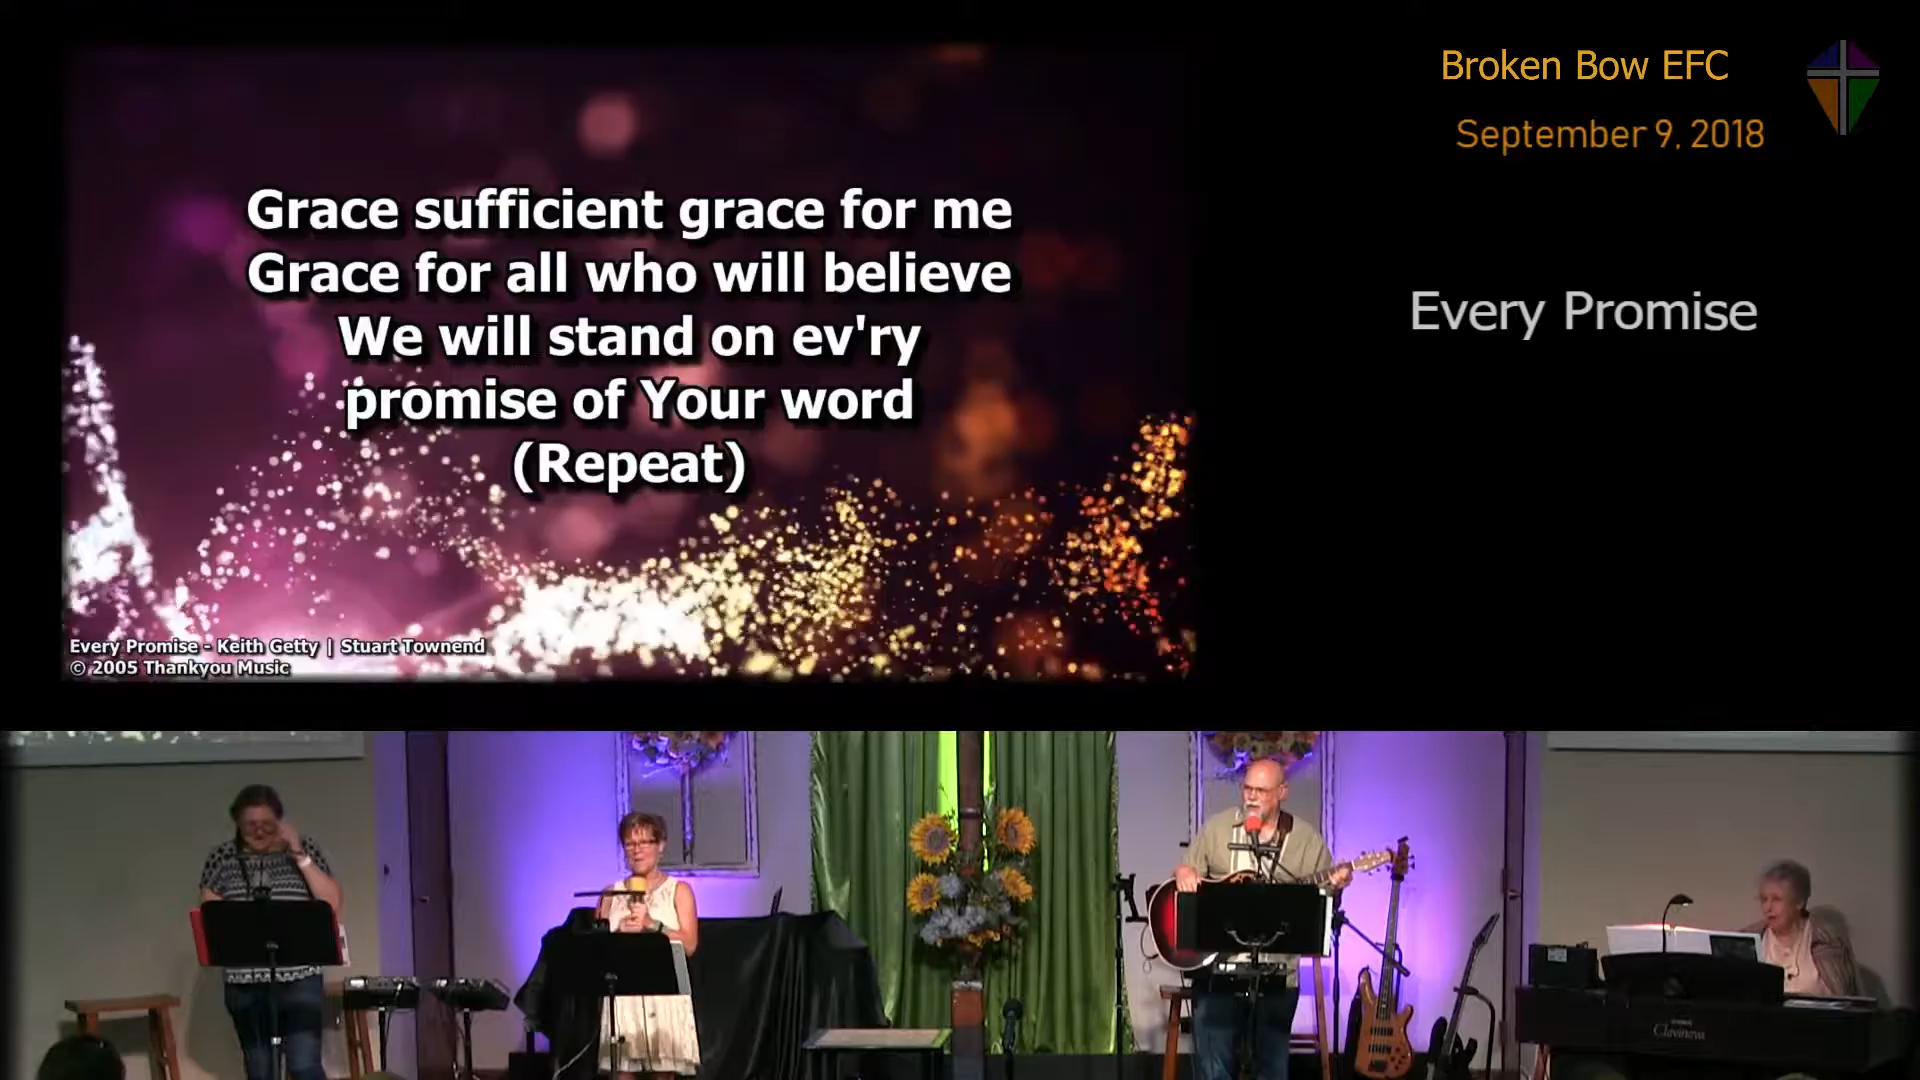 Grace sufficient grace for me
Grace for all who will believe
We will stand on ev'ry
promise of Your word
(Repeat)
Every Promise - Keith Getty | Stuart Townend
© 2005 Thankyou Music
Broken Bow EFC
September 9, 2018
Every Promise
Clavinova